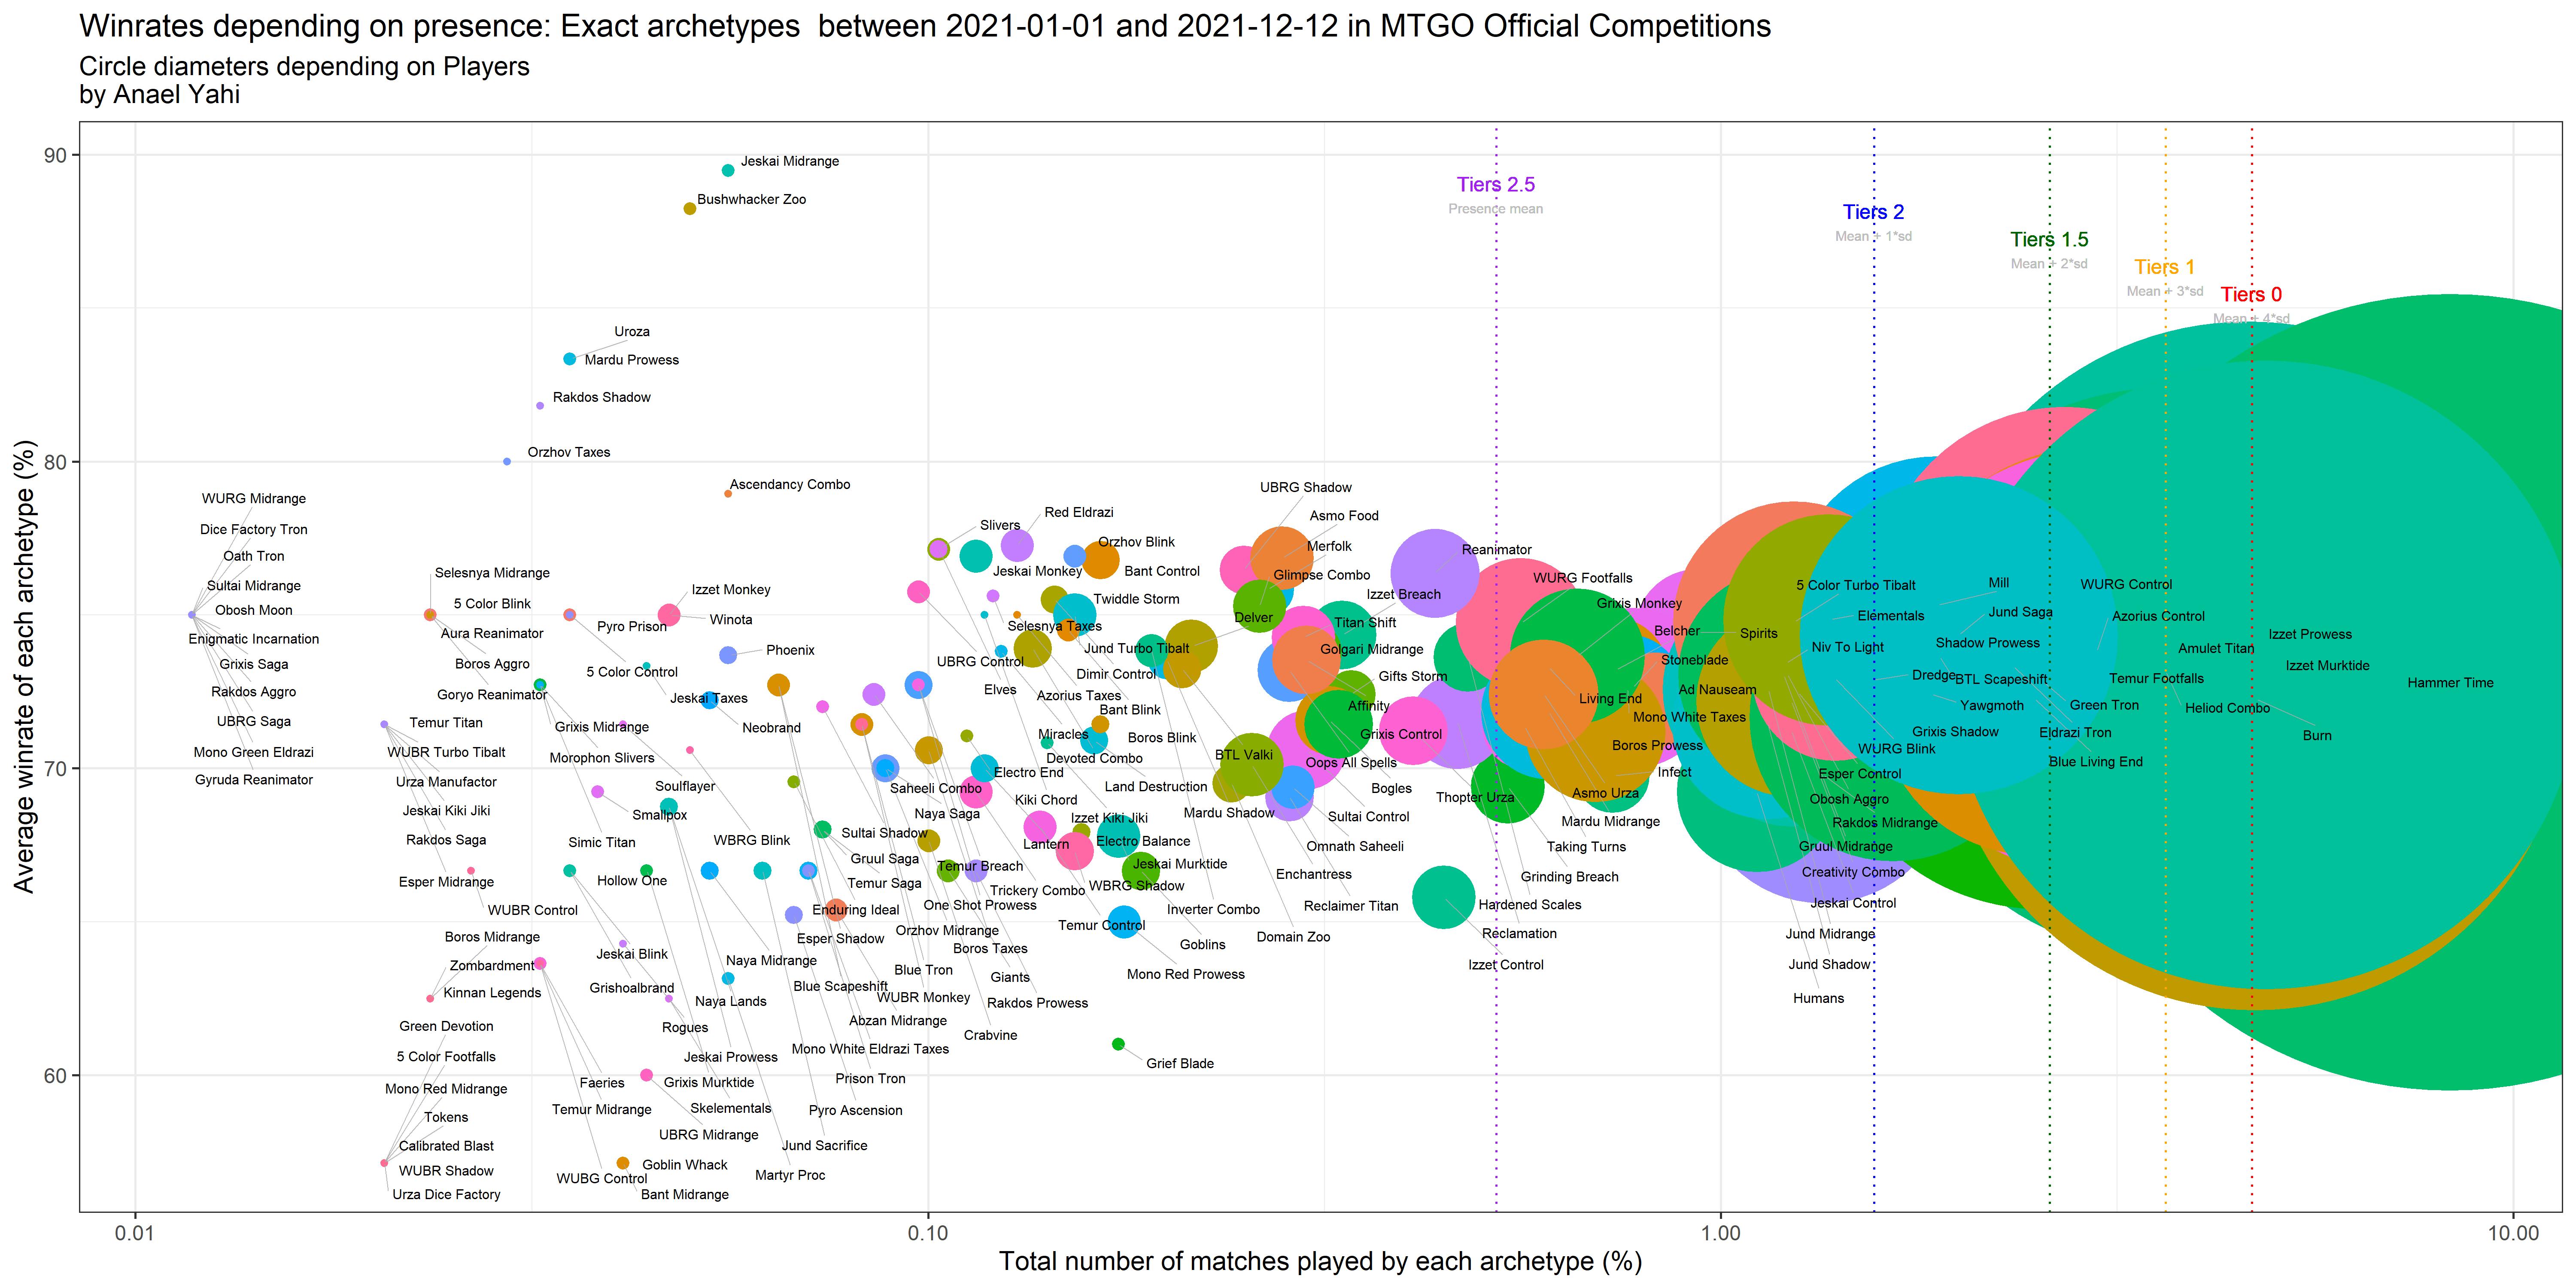 Winrates depending on presence: Exact archetypes  between 2021-01-01 and 2021-12-12 in MTGO Official Competitions
Circle diameters depending on Players
by Anael Yahi
Average winrate of each archetype (%)
90
80
70
60
Tiers 2.5
Presence mean
Tiers 2
Mean + 1*sd
Tiers 1.5
Mean + 2*sd
Tiers 1
Mean + 3*sd
Tiers 0
Mean + 4*sd
Jeskai Midrange
Bushwhacker Zoo
Uroza
Mardu Prowess
Rakdos Shadow
Orzhov Taxes
Ascendancy Combo
WURG Midrange
Dice Factory Tron
Oath Tron
Sultai Midrange
Obosh Moon
Enigmatic Incarnation
Grixis Saga
Rakdos Aggro
UBRG Saga
Mono Green Eldrazi
Gyruda Reanimator
Selesnya Midrange
5 Color Blink
Aura Reanimator
Boros Aggro
Goryo Reanimator
Temur Titan
WUBR Turbo Tibalt
Urza Manufactor
Jeskai Kiki Jiki
Rakdos Saga
Esper Midrange
WUBR Control
Boros Midrange
Zombardment
Kinnan Legends
Green Devotion
5 Color Footfalls
Mono Red Midrange
Tokens
Calibrated Blast
WUBR Shadow
Urza Dice Factory
Izzet Monkey
Pyro Prison
Winota
Phoenix
5 Color Control
Jeskai Taxes
Grixis Midrange
Neobrand
Morophon Slivers
Soulflayer
Smallpox
Simic Titan
WBRG Blink
Hollow One
Jeskai Blink
Grishoalbrand
Naya Midrange
Naya Lands
Rogues
Jeskai Prowess
Faeries
Grixis Murktide
Temur Midrange
Skelementals
UBRG Midrange
Goblin Whack
WUBG Control
Bant Midrange
Martyr Proc
Jund Sacrifice
Pyro Ascension
Prison Tron
Mono White Eldrazi Taxes
Abzan Midrange
WUBR Monkey
Blue Scapeshift
Blue Tron
Esper Shadow
Enduring Ideal
Sultai Shadow
Gruul Saga
Temur Saga
Saheeli Combo
Naya Saga
Temur Breach
One Shot Prowess
Orzhov Midrange
Boros Taxes
Giants
Rakdos Prowess
Crabvine
Trickery Combo
Slivers
Red Eldrazi
Orzhov Blink
Jeskai Monkey
Bant Control
Twiddle Storm
Selesnya Taxes
Jund Turbo Tibalt
UBRG Control
Dimir Control
Elves
Azorius Taxes
Bant Blink
Miracles
Boros Blink
Devoted Combo
Electro End
Land Destruction
Kiki Chord
Izzet Kiki Jiki
Lantern
Electro Balance
Jeskai Murktide
WBRG Shadow
Inverter Combo
Temur Control
Goblins
Mono Red Prowess
Grief Blade
UBRG Shadow
Asmo Food
Merfolk
Glimpse Combo
Izzet Breach
Delver
Titan Shift
Golgari Midrange
Gifts Storm
Affinity
Grixis Control
BTL Valki
Oops All Spells
Bogles
Mardu Shadow
Sultai Control
Omnath Saheeli
Enchantress
Reclaimer Titan
Domain Zoo
Reanimator
WURG Footfalls
Grixis Monkey
Belcher
Spirits
Stoneblade
Ad Nauseam
Living End
Mono White Taxes
Boros Prowess
Infect
Thopter Urza
Asmo Urza
Mardu Midrange
Taking Turns
Grinding Breach
Hardened Scales
Reclamation
Izzet Control
5 Color Turbo Tibalt
Mill
WURG Control
Elementals
Jund Saga
Azorius Control
Niv To Light
Shadow Prowess
Amulet Titan
Izzet Prowess
Izzet Murktide
Dredge
BTL Scapeshift
Temur Footfalls
Hammer Time
Yawgmoth
Green Tron
Heliod Combo
Grixis Shadow
Eldrazi Tron
Burn
WURG Blink
Blue Living End
Esper Control
Obosh Aggro
Rakdos Midrange
Gruul Midrange
Creativity Combo
Jeskai Control
Jund Midrange
Jund Shadow
Humans
0.01
0.10
1.00
10.00
Total number of matches played by each archetype (%)